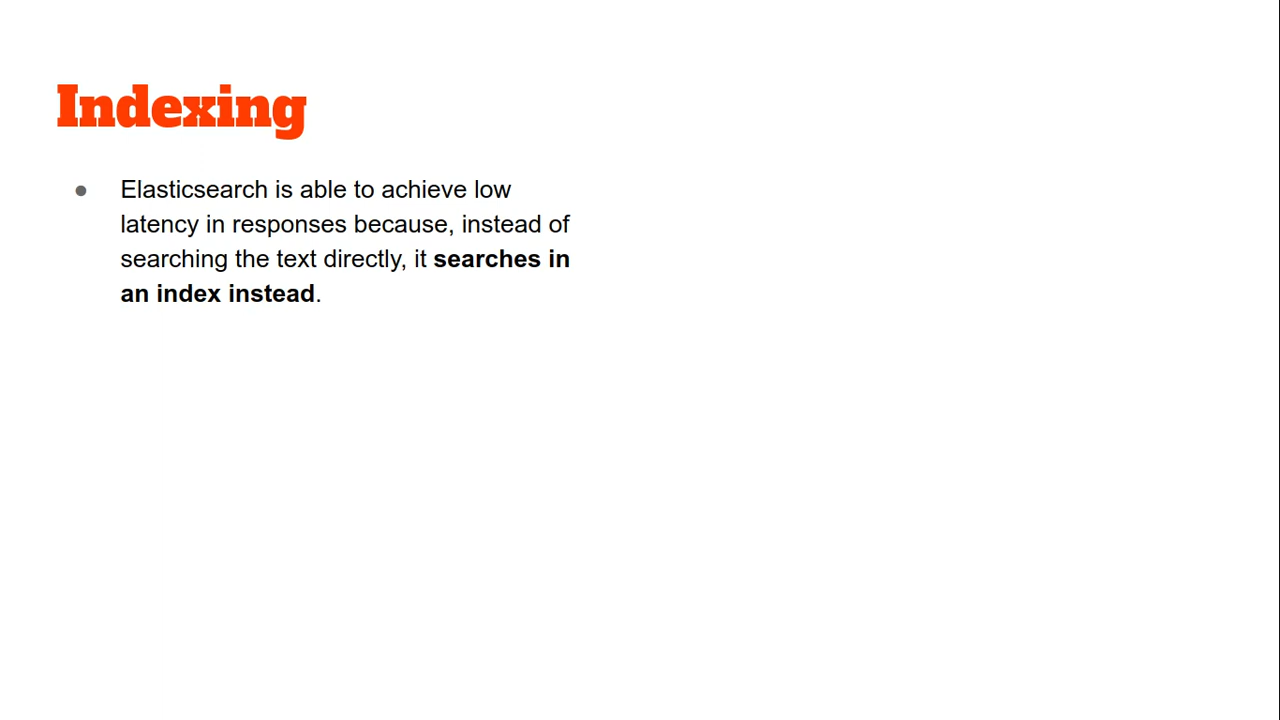 Indexing
● Elasticsearch is able to achieve low
latency in responses because, instead of
searching the text directly, it searches in
an index instead.